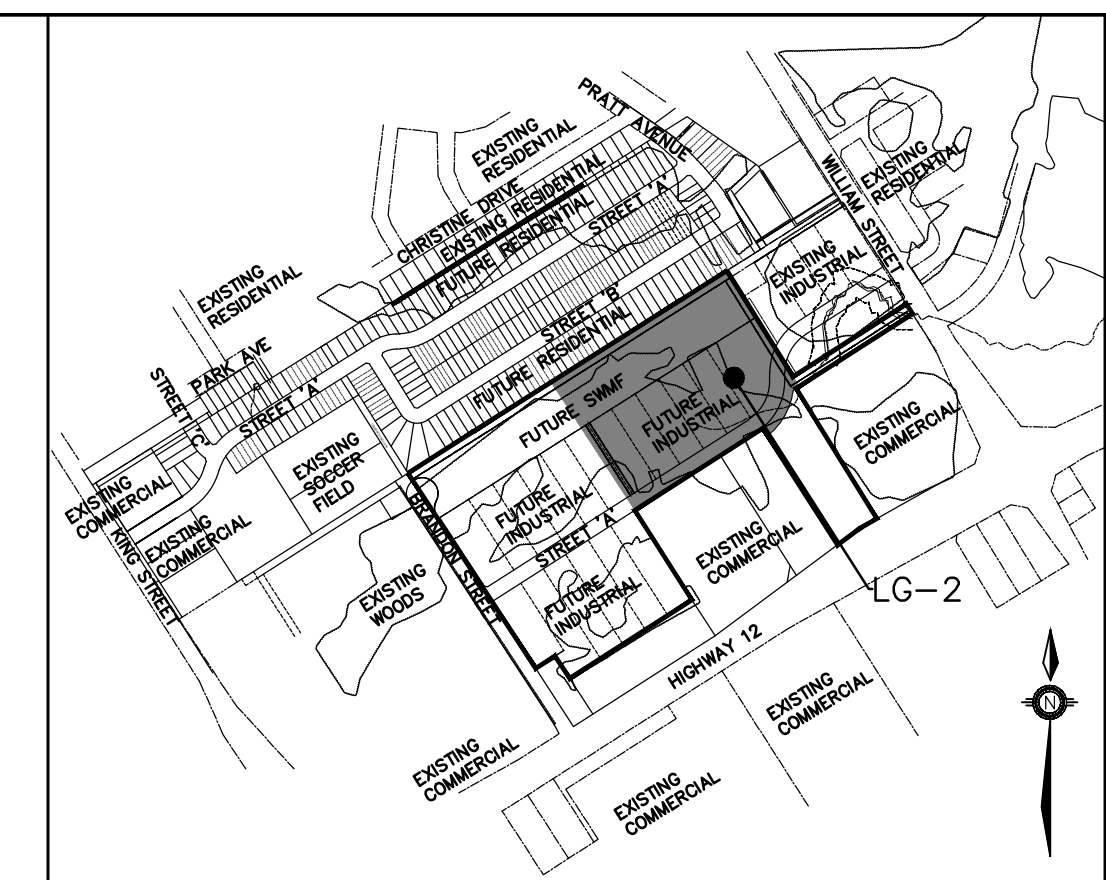 PRATT AVENUE
EXISTING
RESIDENTIAL
WILLIAM STREET
EXISTING
RESIDENTIAL
CHRISTINE DRIVE
EXISTING RESIDENTIAL
FUTURE RESIDENTIAL
STREET 'A'
EXISTING
RESIDENTIAL
EXISTING
INDUSTRIAL
STREET 'B'
FUTURE RESIDENTIAL
PARK AVE
STREET 'A'
STREET 'C'
FUTURE SWMF
FUTURE
INDUSTRIAL
EXISTING
COMMERCIAL
EXISTING
SOCCER
FIELD
EXISTING
COMMERCIAL
EXISTING
COMMERCIAL
KING STREET
BRANDON STREET
FUTURE
INDUSTRIAL
STREET 'A'
EXISTING
COMMERCIAL
EXISTING
WOODS
FUTURE
INDUSTRIAL
LG-2
HIGHWAY 12
EXISTING
COMMERCIAL
EXISTING
COMMERCIAL
EXISTING
COMMERCIAL
N